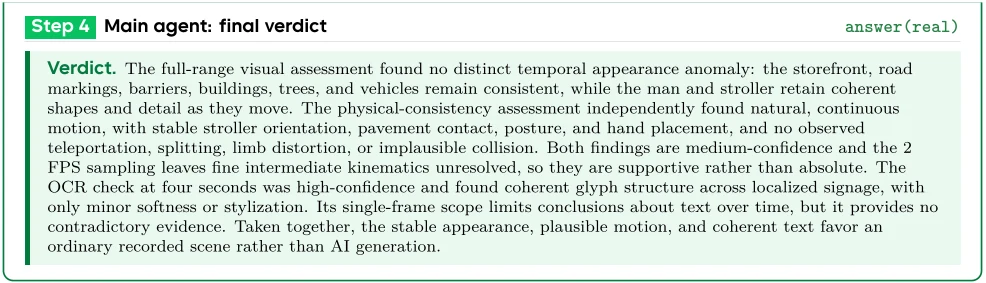 Step 4 Main agent: final verdict answer(real)
Verdict. The full-range visual assessment found no distinct temporal appearance anomaly: the storefront, road
markings, barriers, buildings, trees, and vehicles remain consistent, while the man and stroller retain coherent
shapes and detail as they move. The physical-consistency assessment independently found natural, continuous
motion, with stable stroller orientation, pavement contact, posture, and hand placement, and no observed
teleportation, splitting, limb distortion, or implausible collision. Both findings are medium-confidence and the 2
FPS sampling leaves fine intermediate kinematics unresolved, so they are supportive rather than absolute. The
OCR check at four seconds was high-confidence and found coherent glyph structure across localized signage, with
only minor softness or stylization. Its single-frame scope limits conclusions about text over time, but it provides no
contradictory evidence. Taken together, the stable appearance, plausible motion, and coherent text favor an
ordinary recorded scene rather than AI generation.